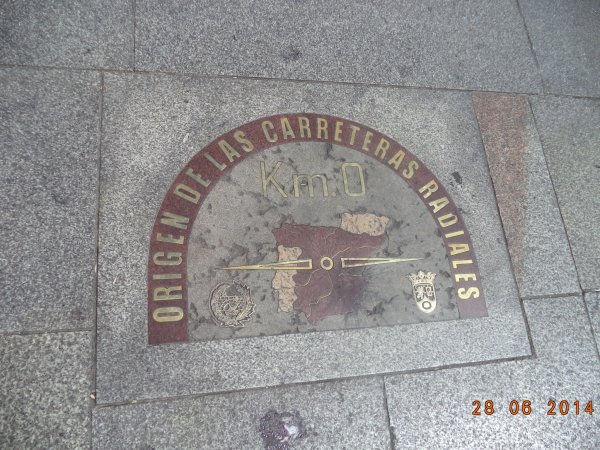 ORIGEN DE LAS CARRETERAS RADIALES
Km.0
28 06 2014